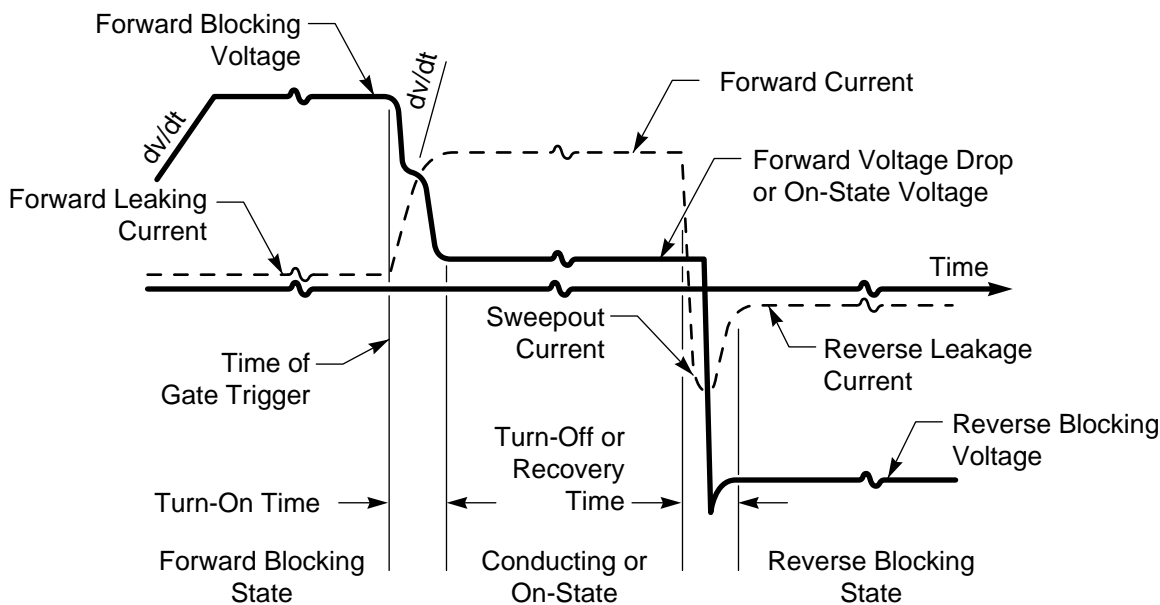 Forward Blocking
Voltage
dv/dt
dv/dt
Forward Current
Forward Leaking
Current
Forward Voltage Drop
or On-State Voltage
Time
Sweepout
Current
Time of
Gate Trigger
Reverse Leakage
Current
Reverse Blocking
Voltage
Turn-On Time
Turn-Off or
Recovery
Time
Forward Blocking
State
Conducting or
On-State
Reverse Blocking
State